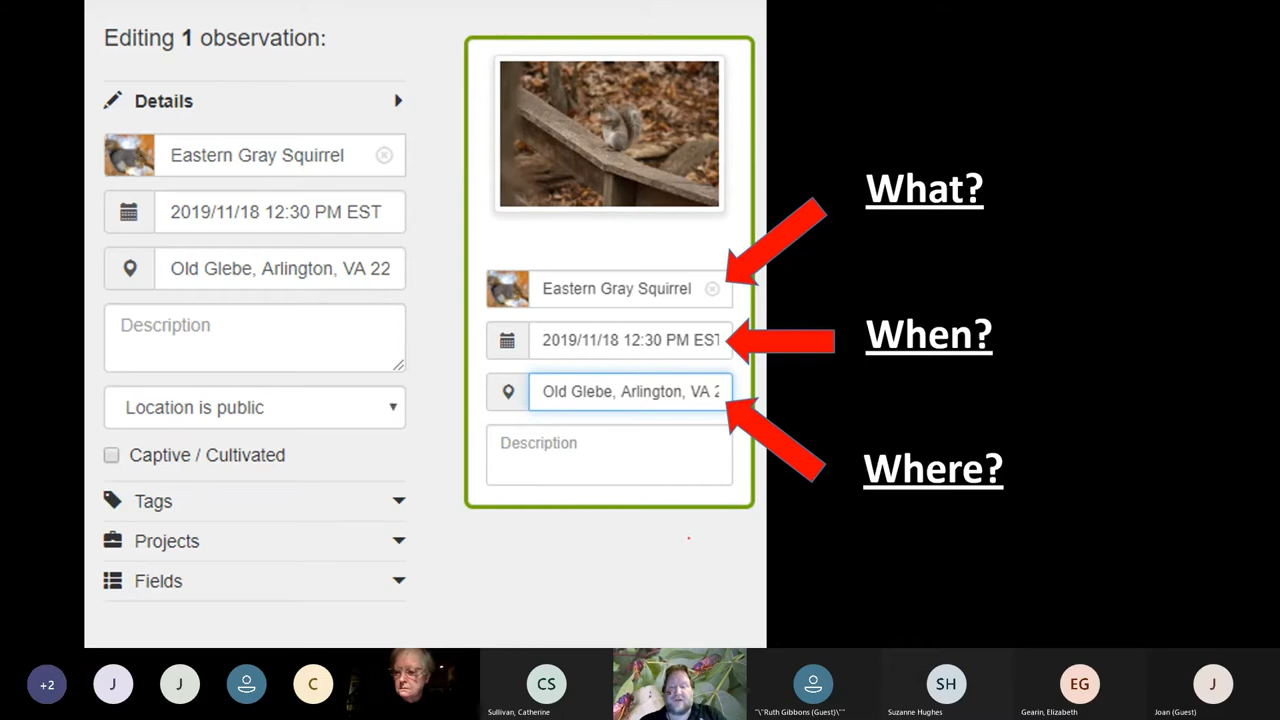 Editing 1 observation:
Details
Eastern Gray Squirrel
2019/11/18 12:30 PM EST
Old Glebe, Arlington, VA 22
Description
Location is public
Captive / Cultivated
Tags
Projects
Fields
Eastern Gray Squirrel
2019/11/18 12:30 PM EST
Old Glebe, Arlington, VA 2
Description
What?
When?
Where?
+2
J
J
C
CS
Sullivan, Catherine
"\"Ruth Gibbons (Guest)\""
SH
Suzanne Hughes
EG
Gearin, Elizabeth
J
Joan (Guest)